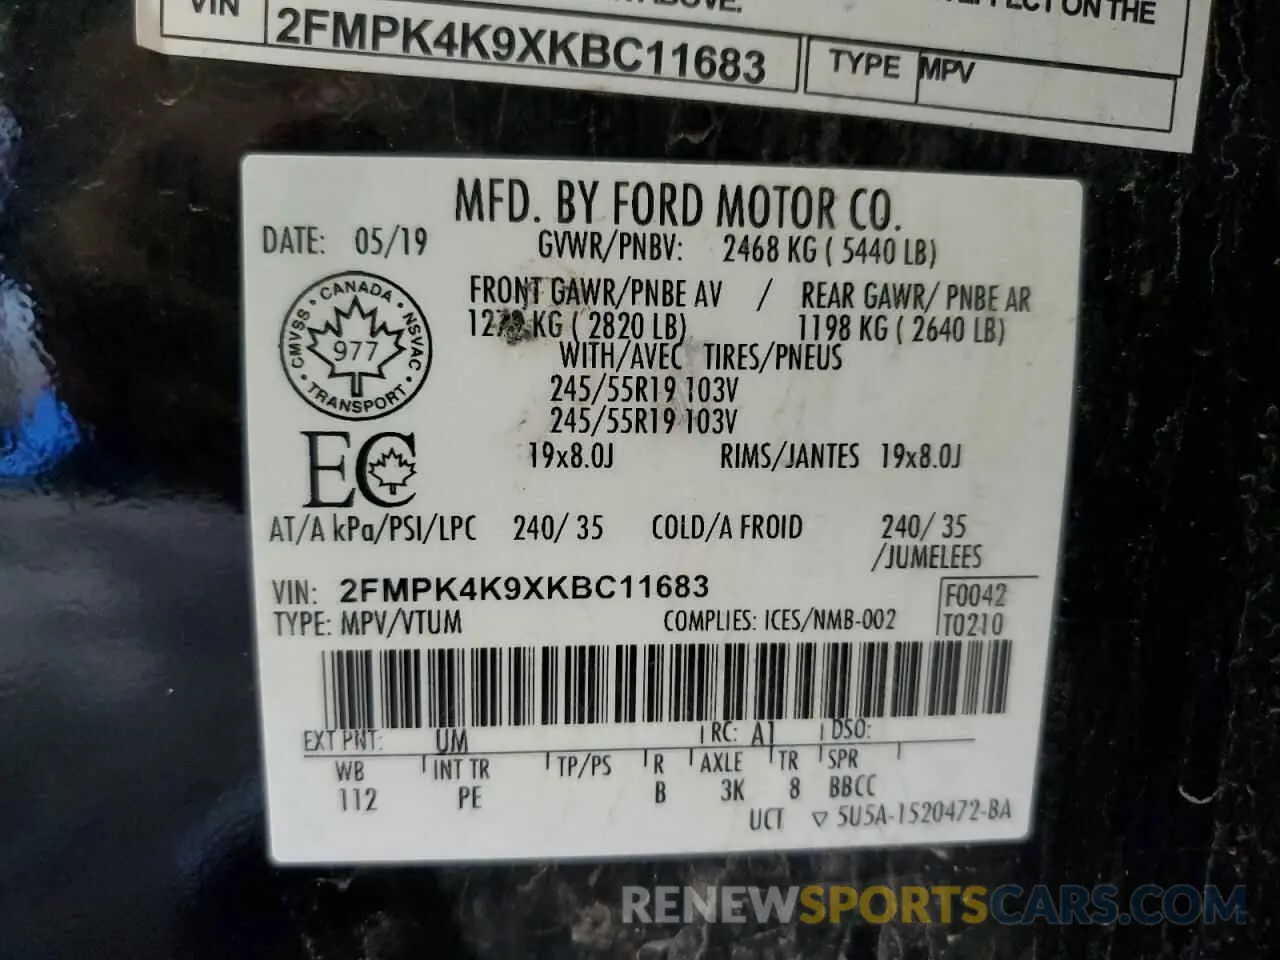 ON THE
VIN 2FMPK4K9XKBC11683 TYPE MPV
MFD. BY FORD MOTOR CO.
DATE: 05/19 GVWR/PNBV: 2468 KG ( 5440 LB)
FRONT GAWR/PNBE AV / REAR GAWR/ PNBE AR
KG ( 2820 LB) 1198 KG ( 2640 LB)
WITH/AVEC TIRES/PNEUS
245/55R19 103V
245/55R19 103V
19x8.0J RIMS/JANTES 19x8.0J
CANADA · NSVAC · TRANSPORT · CMVSS
977
EC
AT/A kPa/PSI/LPC 240/ 35 COLD/A FROID 240/ 35
/JUMELEES
VIN: 2FMPK4K9XKBC11683
F0042
TYPE: MPV/VTUM COMPLIES: ICES/NMB-002 T0210
EXT PNT: UM RC: A1 DSO:
WB INT TR TP/PS R AXLE TR SPR
112 PE B 3K 8 BBCC
UCT ▽ 5U5A-1520472-BA
RENEWSPORTSCARS.COM